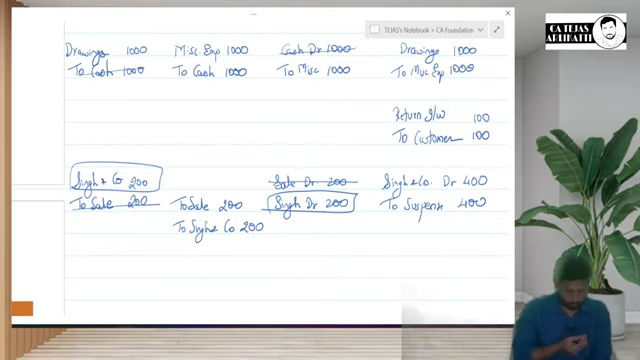 TEJAS's Notebook > CA Foundation
CA TEJAS
ARLIKATTI
Drawings 1000
To Cash 1000
Misc. Exp 1000
To Cash 1000
Cash Dr 1000
To Misc 1000
Drawings 1000
To Misc Exp 1000
Return I/W 100
To Customer 100
Singh & Co 200
To Sale 200
To Sale 200
To Singh & Co 200
Sale Dr 200
Singh Dr 200
Singh & Co. Dr 400
To Suspense 400